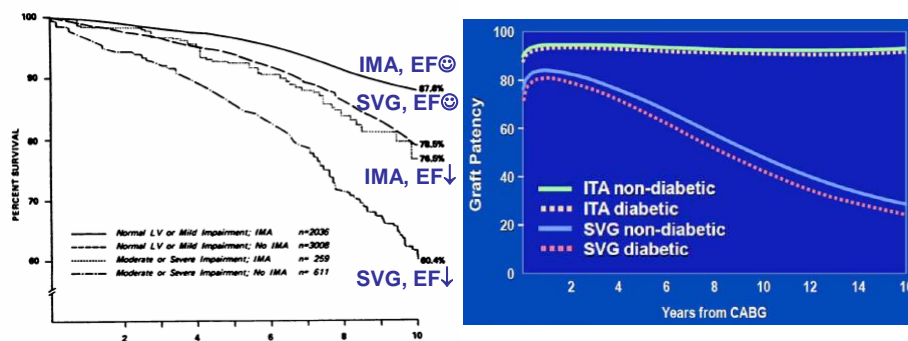 PERCENT SURVIVAL
100
90
80
70
60
2
4
6
8
10
IMA, EF☺
87.8%
SVG, EF☺
78.5%
76.5%
IMA, EF↓
60.4%
SVG, EF↓
Normal LV or Mild Impairment; IMA n=2036
Normal LV or Mild Impairment; No IMA n=3008
Moderate or Severe Impairment; IMA n= 259
Moderate or Severe Impairment; No IMA n= 611
Graft Patency
100
80
60
40
20
0
ITA non-diabetic
ITA diabetic
SVG non-diabetic
SVG diabetic
2
4
6
8
10
12
14
16
Years from CABG